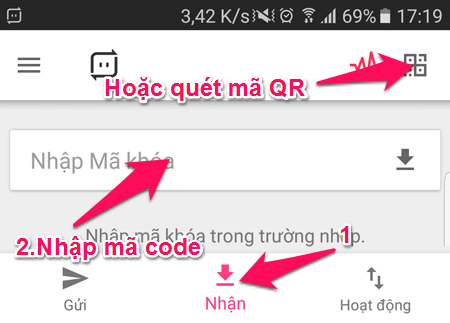 3,42 K/s 69% 17:19
Hoặc quét mã QR
Nhập Mã khóa
2.Nhập mã code
Nhập mã khóa trong trường nhập.
1
Gửi Nhận Hoạt động